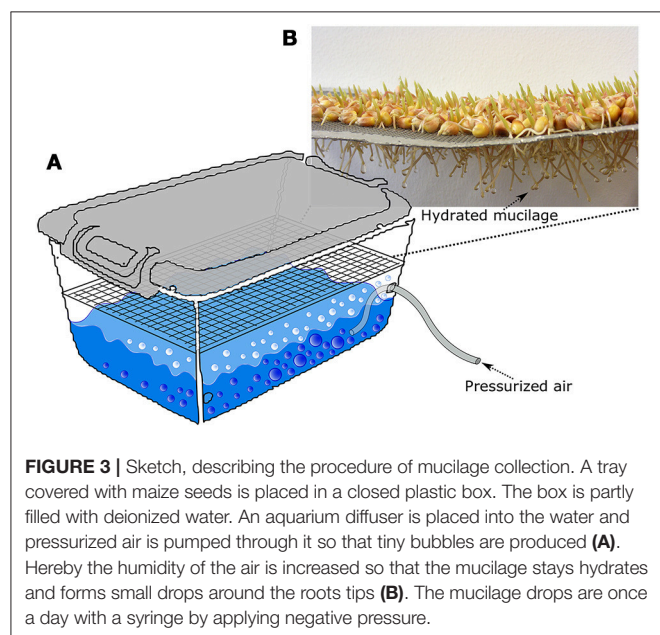 B
A
Hydrated mucilage
Pressurized air
FIGURE 3 | Sketch, describing the procedure of mucilage collection. A tray
covered with maize seeds is placed in a closed plastic box. The box is partly
filled with deionized water. An aquarium diffuser is placed into the water and
pressurized air is pumped through it so that tiny bubbles are produced (A).
Hereby the humidity of the air is increased so that the mucilage stays hydrates
and forms small drops around the roots tips (B). The mucilage drops are once
a day with a syringe by applying negative pressure.